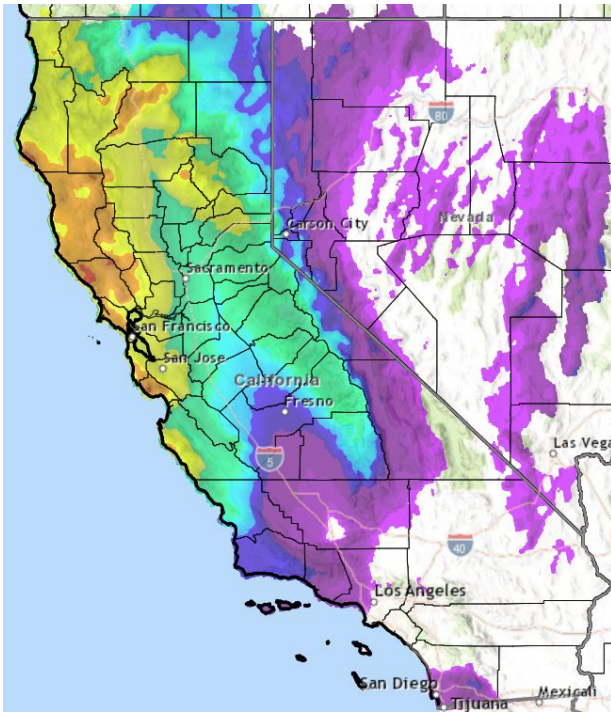 80
Nevada
Carson City
Sacramento
San Francisco
San Jose
California
Fresno
5
Las Vega
40
Los Angeles
San Diego
Tijuana
Mexicali